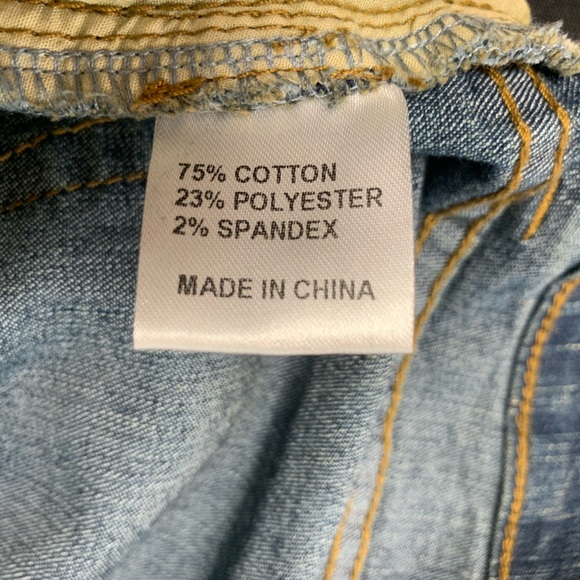 75% COTTON
23% POLYESTER
2% SPANDEX
MADE IN CHINA